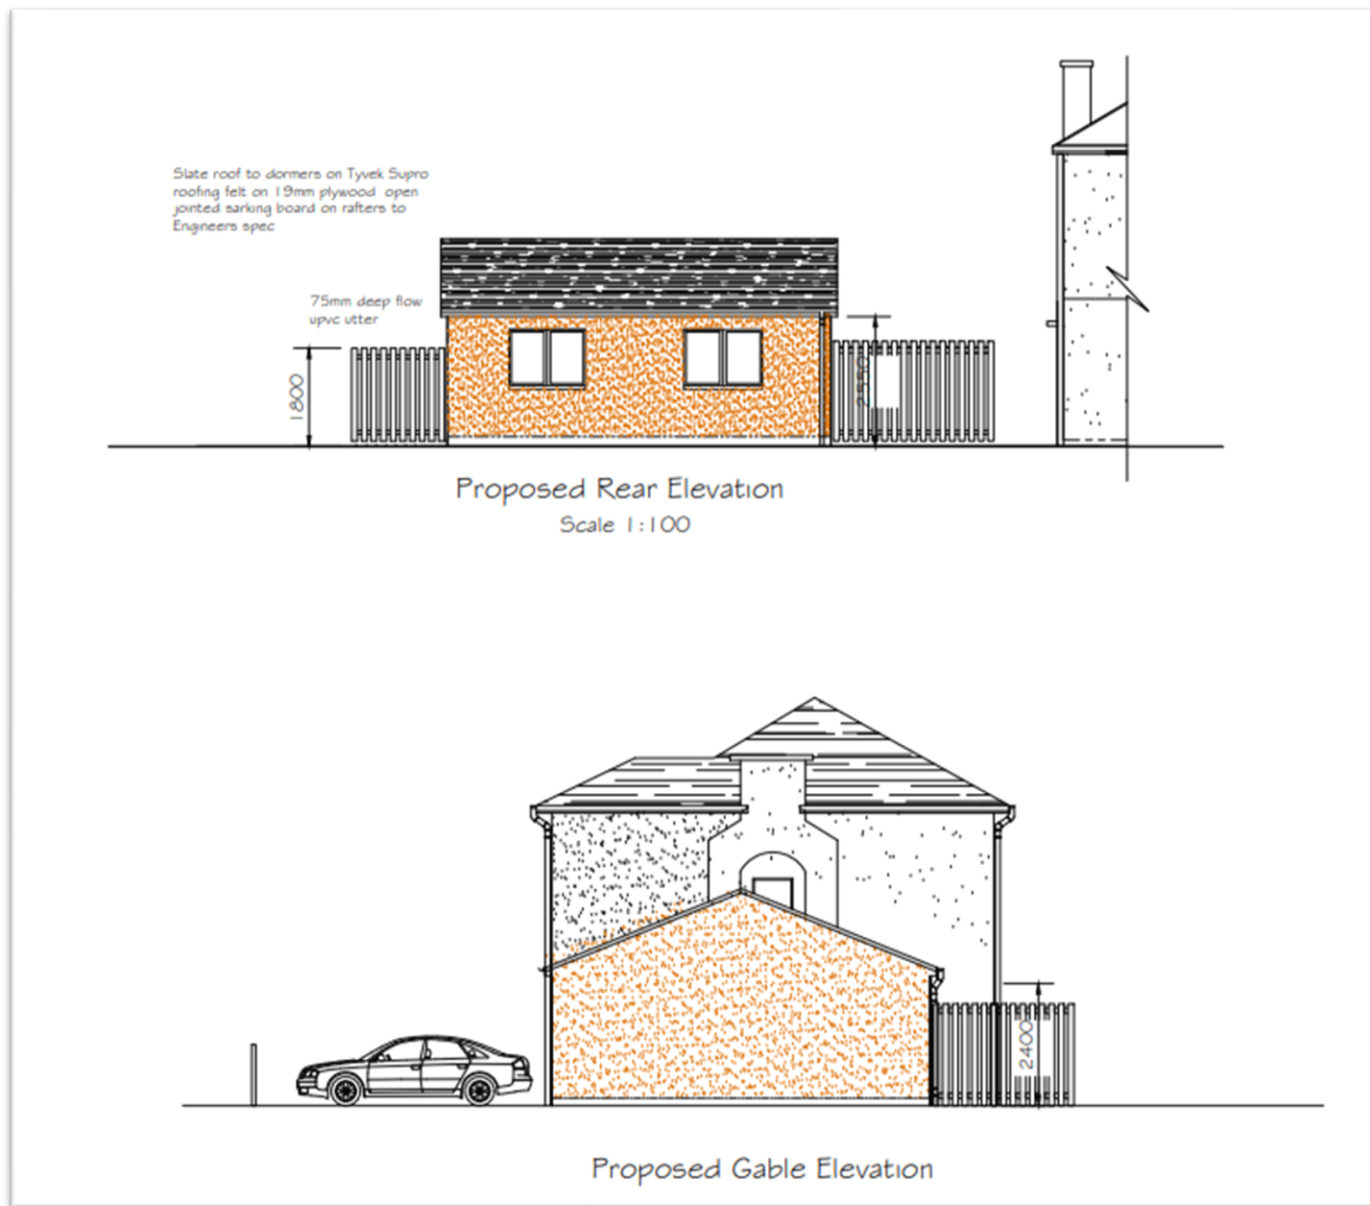 Slate roof to dormers on Tyvek Supro
roofing felt on 19mm plywood open
jointed sarking board on rafters to
Engineers spec
75mm deep flow
upvc utter
1800
2550
Proposed Rear Elevation
Scale 1:100
2400
Proposed Gable Elevation